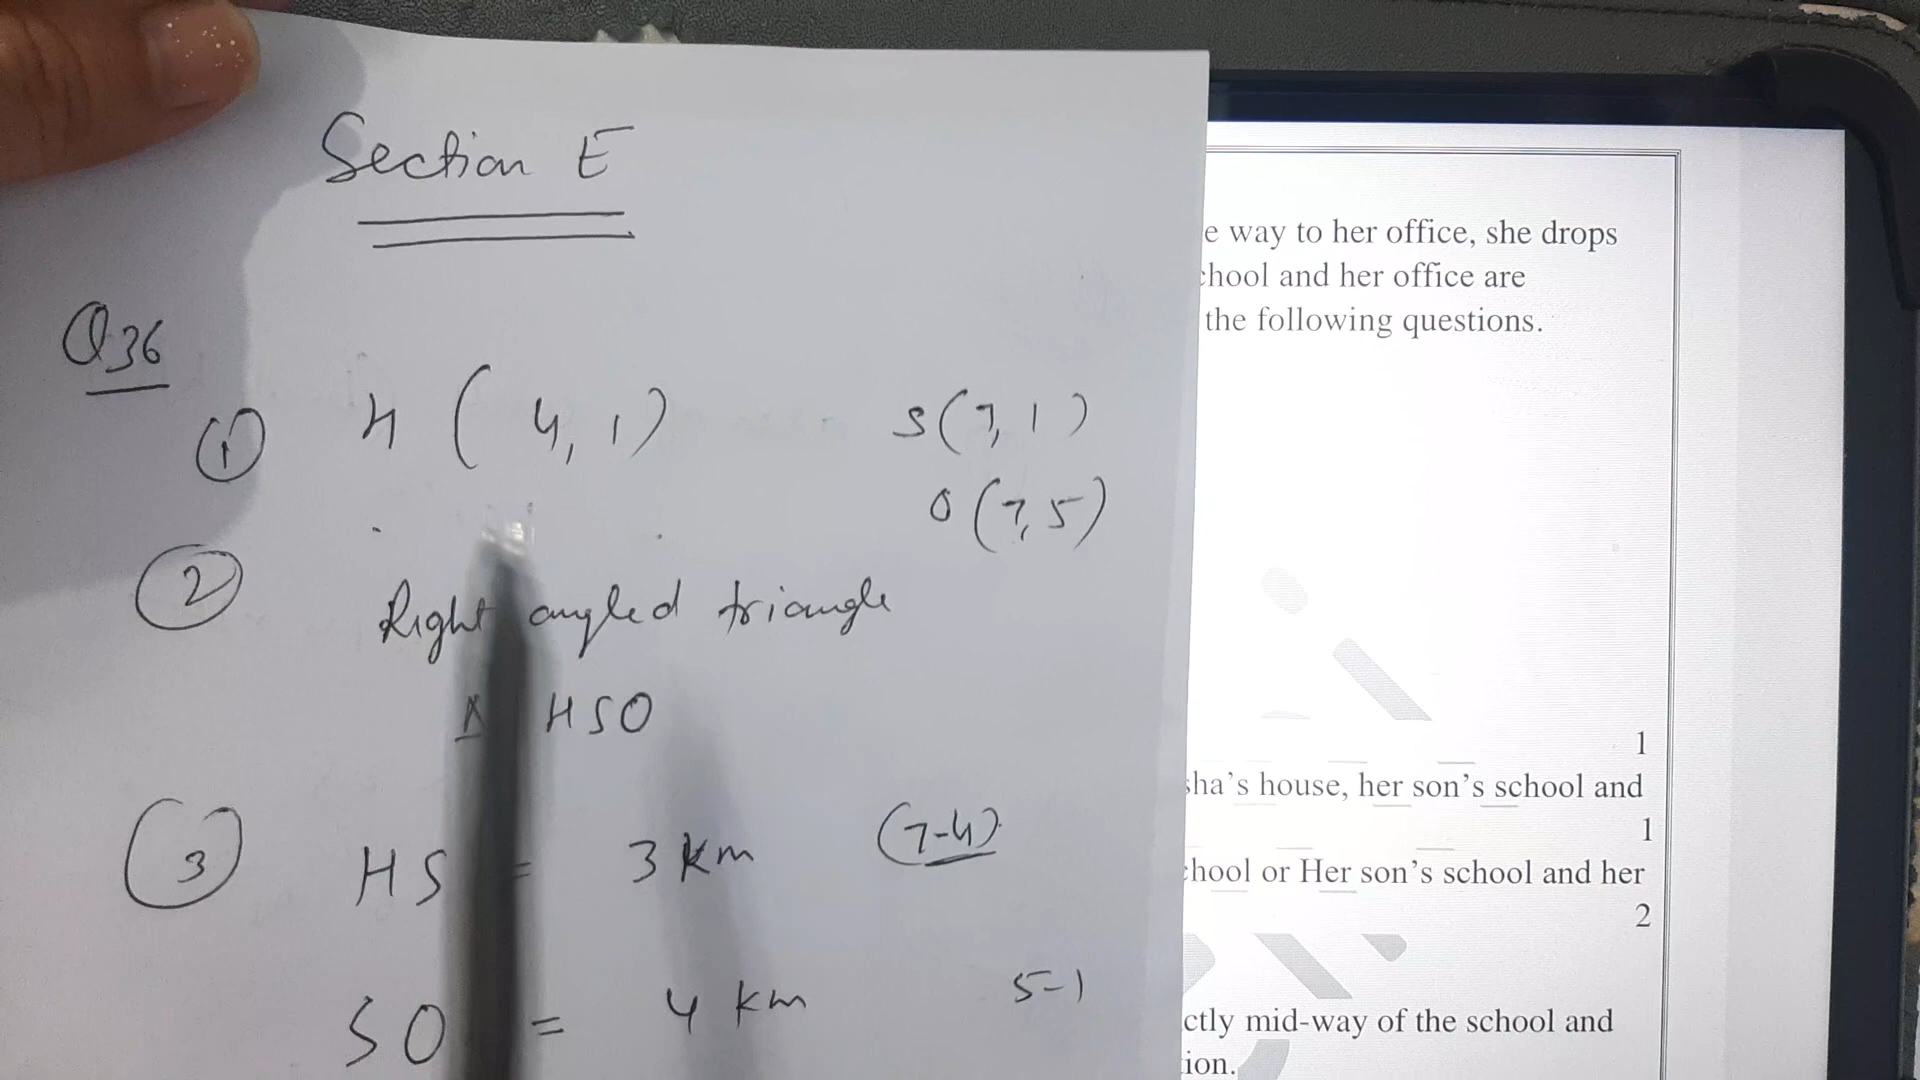 Section E
Q36
1 H (4, 1) S(7, 1)
O (7, 5)
2 Right angled triangle
Δ HSO
3 HS = 3 km (7-4)
SO = 4 km 5-1
e way to her office, she drops
hool and her office are
the following questions.
1
sha's house, her son's school and
1
hool or Her son's school and her
2
ctly mid-way of the school and
ion.